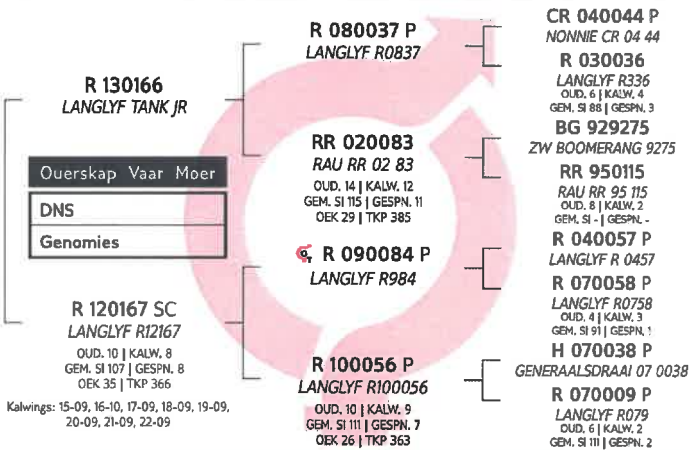 R 130166
LANGLYF TANK JR
Ouerskap Vaar Moer
DNS
Genomies
R 120167 SC
LANGLYF R12167
OUD. 10 | KALW. 8
GEM. SI 107 | GESPN. 8
OEK 35 | TKP 366
Kalwings: 15-09, 16-10, 17-09, 18-09, 19-09,
20-09, 21-09, 22-09
R 080037 P
LANGLYF R0837
RR 020083
RAU RR 02 83
OUD. 14 | KALW. 12
GEM. SI 115 | GESPN. 11
OEK 29 | TKP 385
R 090084 P
LANGLYF R984
R 100056 P
LANGLYF R100056
OUD. 10 | KALW. 9
GEM. SI 111 | GESPN. 7
OEK 26 | TKP 363
CR 040044 P
NONNIE CR 04 44
R 030036
LANGLYF R336
OUD. 6 | KALW. 4
GEM. SI 88 | GESPN. 3
BG 929275
ZW BOOMERANG 9275
RR 950115
RAU RR 95 115
OUD. 8 | KALW. 2
GEM. SI - | GESPN. -
R 040057 P
LANGLYF R 0457
R 070058 P
LANGLYF R0758
OUD. 4 | KALW. 3
GEM. SI 91 | GESPN. 1
H 070038 P
GENERAALSDRAAI 07 0038
R 070009 P
LANGLYF R079
OUD. 6 | KALW. 2
GEM. SI 111 | GESPN. 2